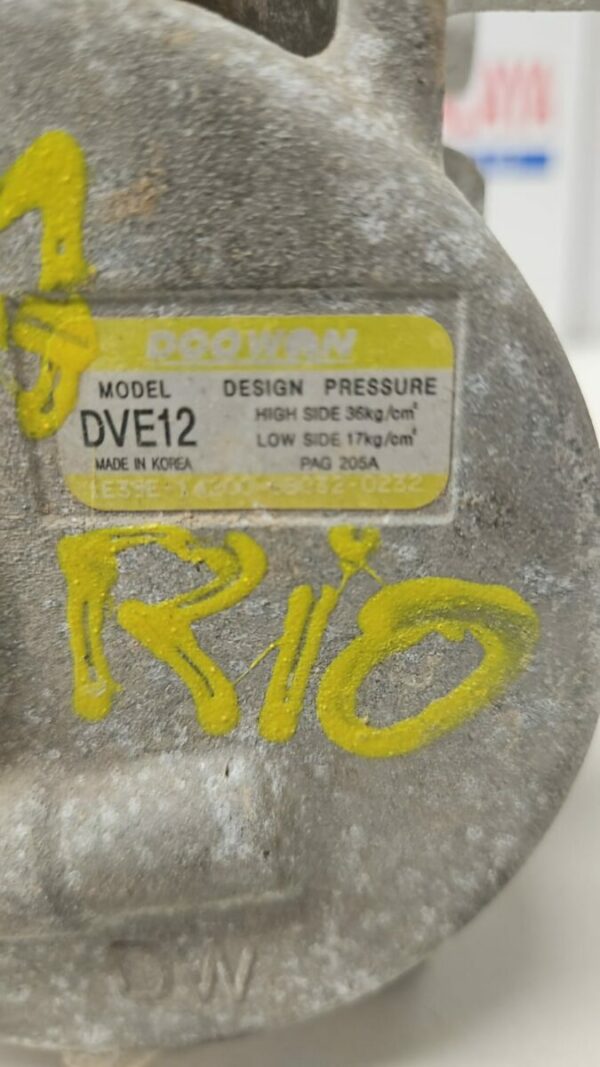 DOOWON
MODEL DESIGN PRESSURE
DVE12 HIGH SIDE 36kg/cm²
LOW SIDE 17kg/cm²
MADE IN KOREA PAG 205A
RIO
DW